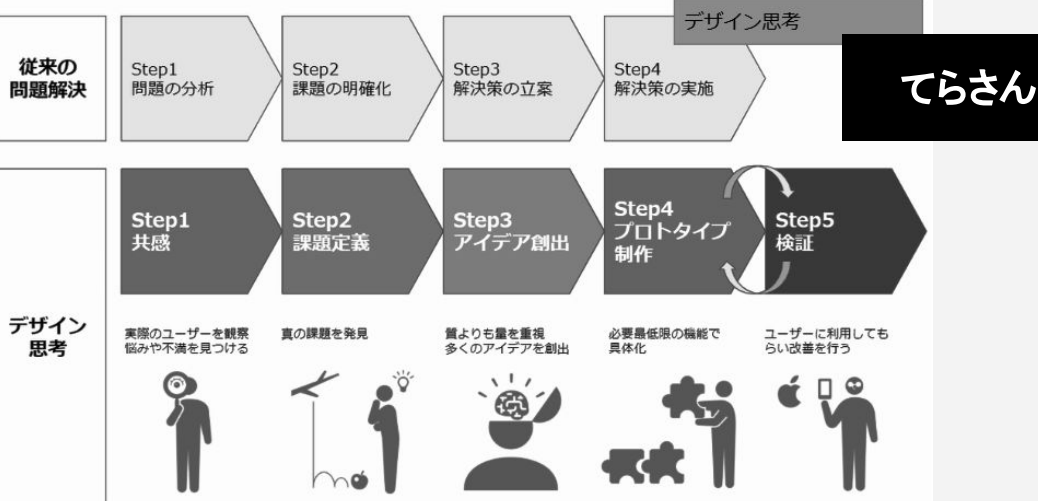 デザイン思考
てらさん
従来の
問題解決
Step1
問題の分析
Step2
課題の明確化
Step3
解決策の立案
Step4
解決策の実施
デザイン
思考
Step1
共感
Step2
課題定義
Step3
アイデア創出
Step4
プロトタイプ
制作
Step5
検証
実際のユーザーを観察
悩みや不満を見つける
真の課題を発見
質よりも量を重視
多くのアイデアを創出
必要最低限の機能で
具体化
ユーザーに利用しても
らい改善を行う